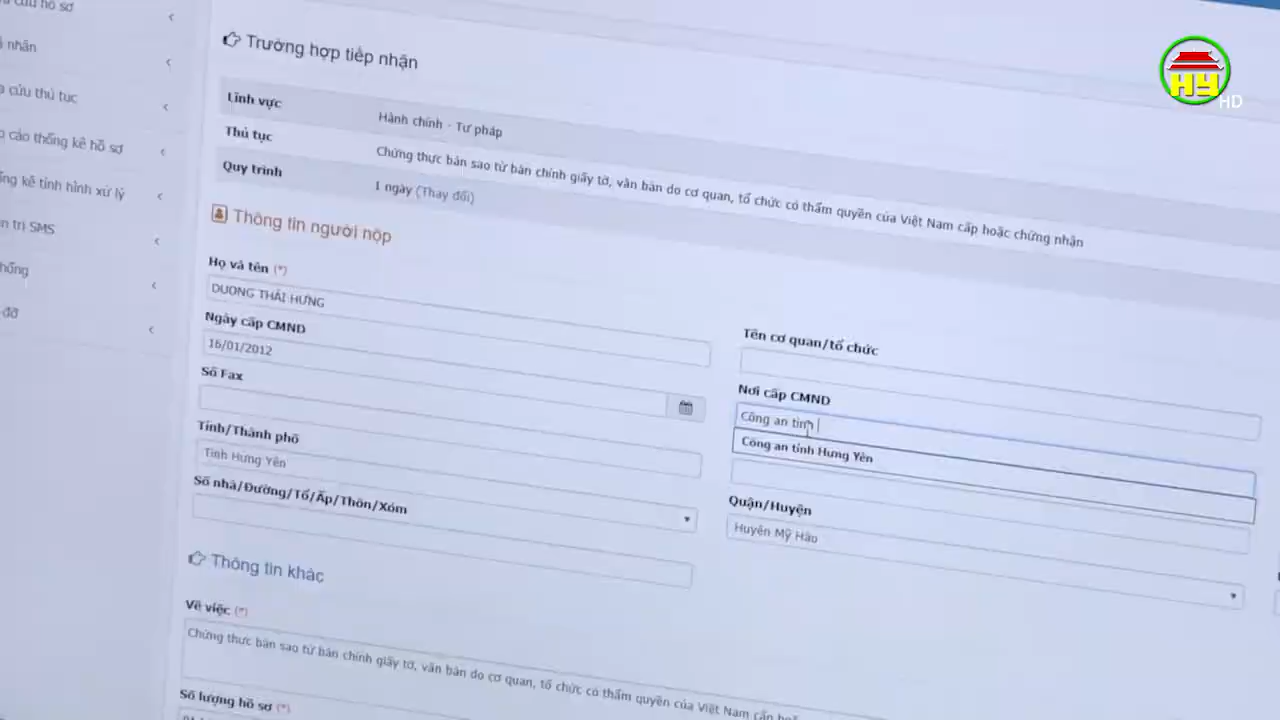 cứu hồ sơ
nhân
cứu thủ tục
cáo thống kê hồ sơ
kê tình hình xử lý
trị SMS
thống
đỡ
HY
HD
Trường hợp tiếp nhận
Lĩnh vực
Hành chính - Tư pháp
Thủ tục
Chứng thực bản sao từ bản chính giấy tờ, văn bản do cơ quan, tổ chức có thẩm quyền của Việt Nam cấp hoặc chứng nhận
Quy trình
1 ngày (Thay đổi)
Thông tin người nộp
Họ và tên (*)
DUONG THÁI HƯNG
Tên cơ quan/tổ chức
Ngày cấp CMND
16/01/2012
Nơi cấp CMND
Công an tỉnh
Công an tỉnh Hưng Yên
Số Fax
Tỉnh/Thành phố
Tỉnh Hưng Yên
Quận/Huyện
Huyện Mỹ Hào
Số nhà/Đường/Tổ/Ấp/Thôn/Xóm
Thông tin khác
Về việc (*)
Chứng thực bản sao từ bản chính giấy tờ, văn bản do cơ quan, tổ chức có thẩm quyền của Việt Nam cấp hoặc
Số lượng hồ sơ (*)